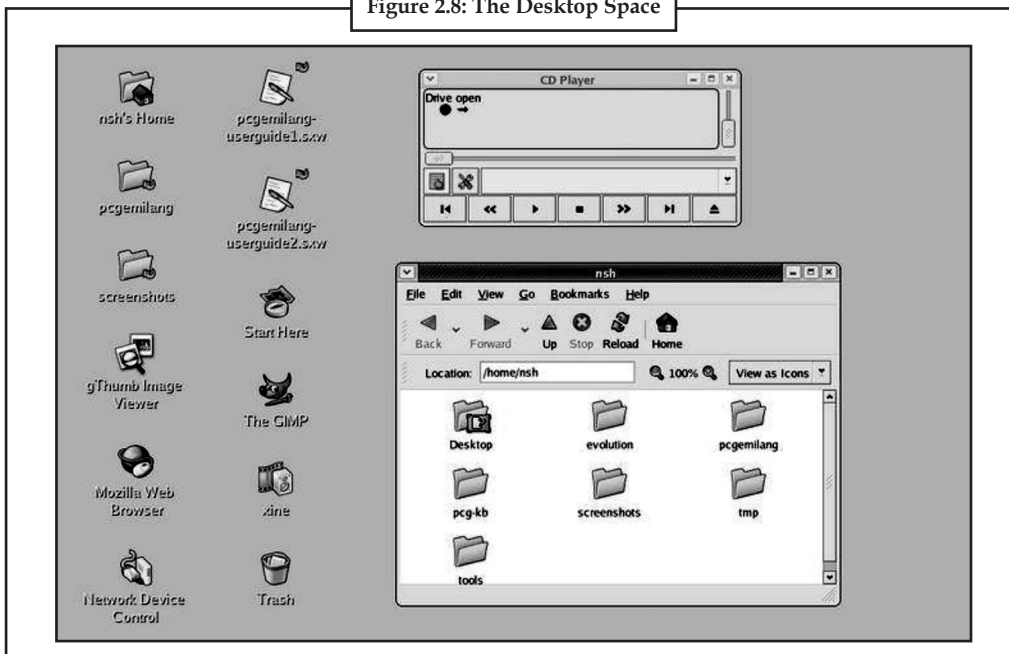 Figure 2.8: The Desktop Space
nsh's Home
pcgemilang
screenshots
gThumb Image
Viewer
Mozilla Web
Browser
Network Device
Control
pcgemilang-
userguide1.sxw
pcgemilang-
userguide2.sxw
Start Here
The GIMP
xine
Trash
CD Player
Drive open
nsh
File Edit View Go Bookmarks Help
Back Forward Up Stop Reload Home
Location: /home/nsh 100% View as Icons
Desktop evolution pcgemilang
pcg-kb screenshots tmp
tools